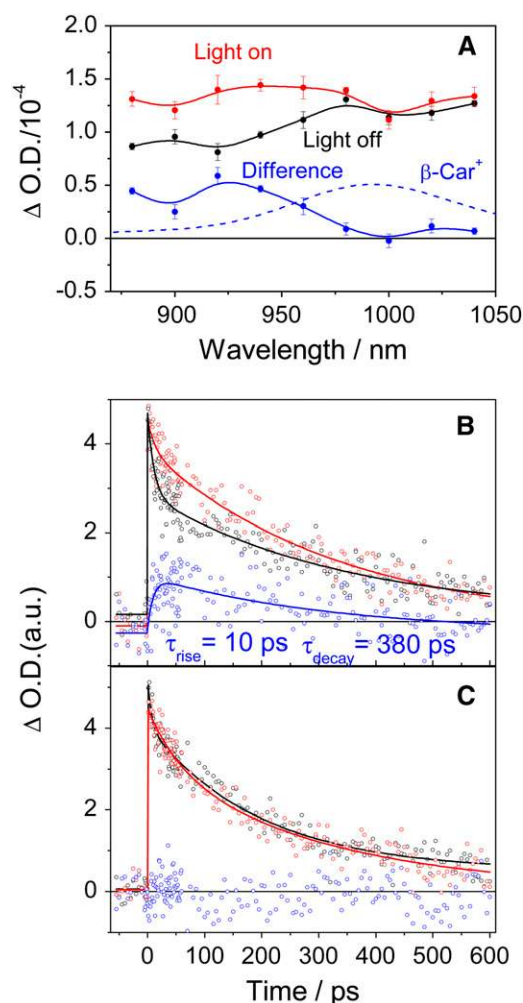 A
Light on
Light off
Difference
β-Car⁺
Δ O.D./10⁻⁴
2.0
1.5
1.0
0.5
0.0
-0.5
900
950
1000
1050
Wavelength / nm
B
4
2
0
τrise = 10 ps τdecay = 380 ps
Δ O.D.(a.u.)
C
4
2
0
0 100 200 300 400 500 600
Time / ps